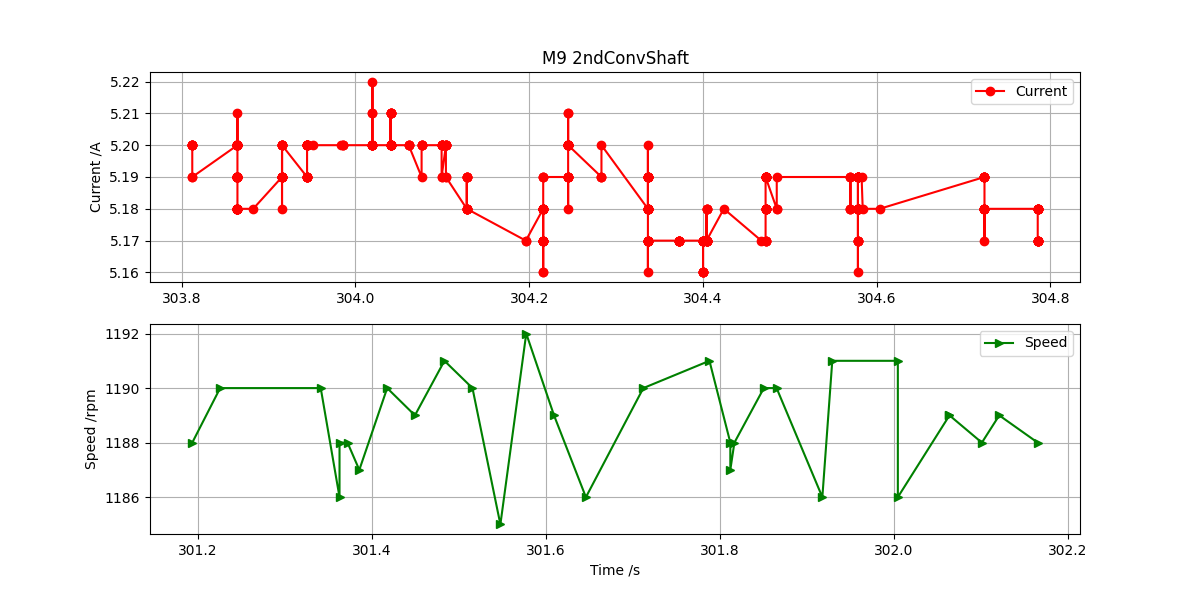 M9 2ndConvShaft
Current /A
5.22
5.21
5.20
5.19
5.18
5.17
5.16
Current
303.8 304.0 304.2 304.4 304.6 304.8
Speed /rpm
1192
1190
1188
1186
Speed
301.2 301.4 301.6 301.8 302.0 302.2
Time /s